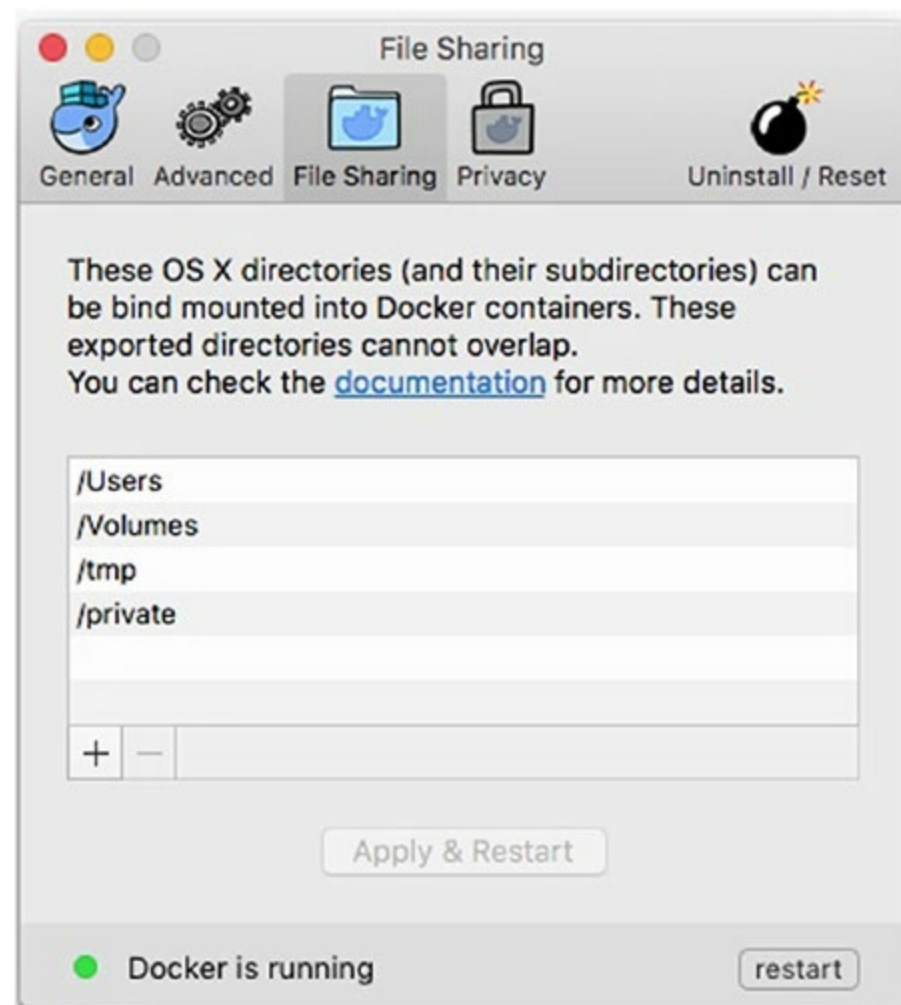 File Sharing
General Advanced File Sharing Privacy Uninstall / Reset
These OS X directories (and their subdirectories) can
be bind mounted into Docker containers. These
exported directories cannot overlap.
You can check the documentation for more details.
/Users
/Volumes
/tmp
/private
+ −
Apply & Restart
Docker is running restart